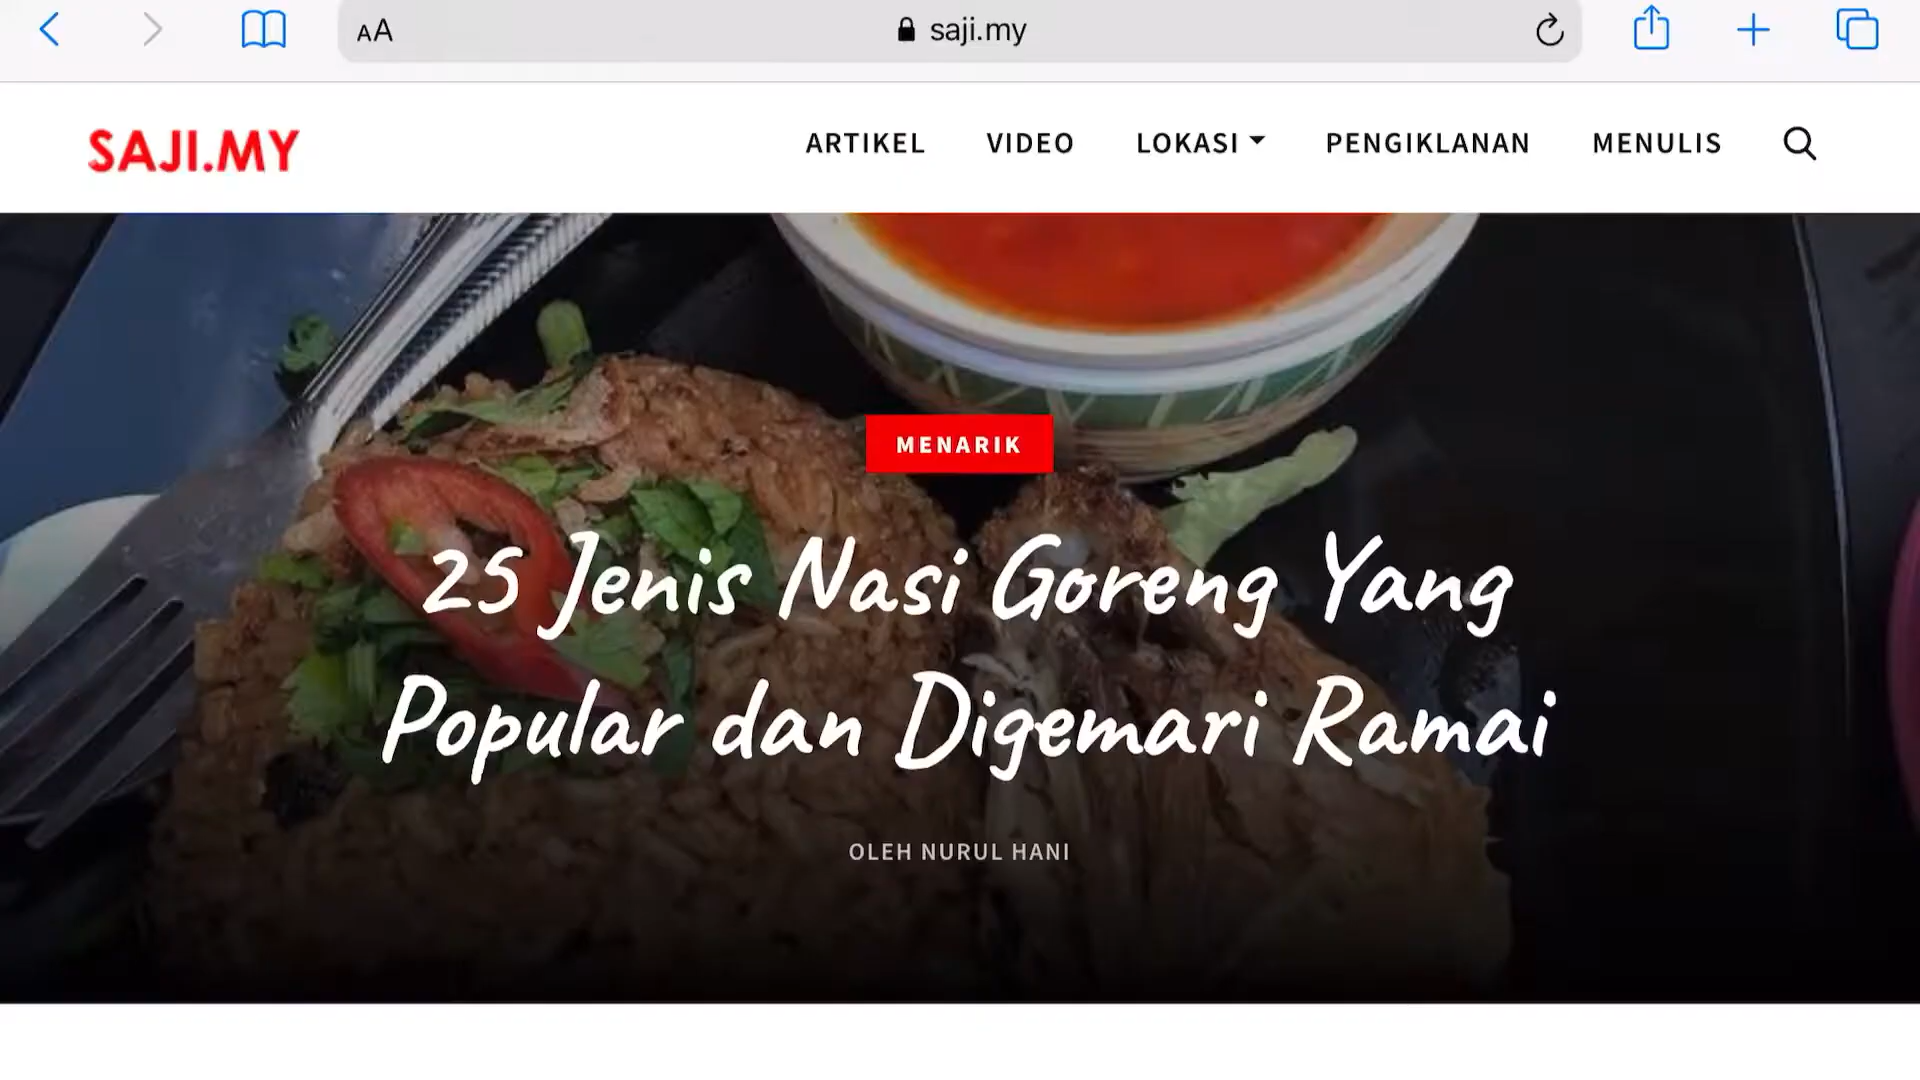 AA
saji.my
SAJI.MY
ARTIKEL
VIDEO
LOKASI
PENGIKLANAN
MENULIS
MENARIK
25 Jenis Nasi Goreng Yang
Popular dan Digemari Ramai
OLEH NURUL HANI